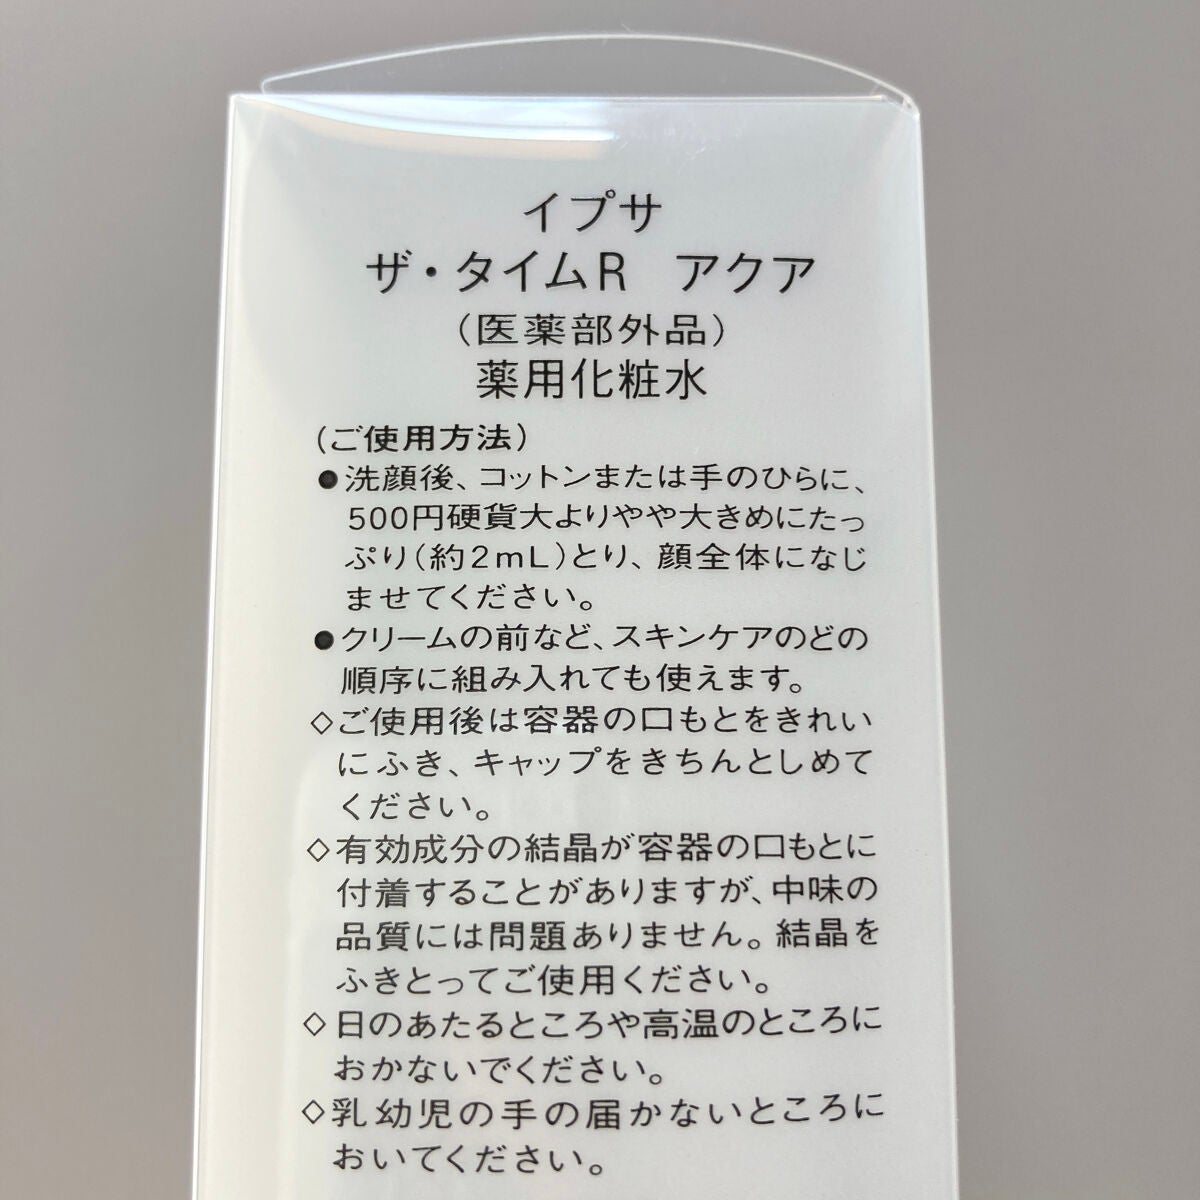 イプサ
ザ・タイムR アクア
(医薬部外品)
薬用化粧水
(ご使用方法)
●洗顔後、コットンまたは手のひらに、
500円硬貨大よりやや大きめにたっ
ぷり(約2mL)とり、顔全体になじ
ませてください。
●クリームの前など、スキンケアのどの
順序に組み入れても使えます。
◇ご使用後は容器の口もとをきれい
にふき、キャップをきちんとしめて
ください。
◇有効成分の結晶が容器の口もとに
付着することがありますが、中味の
品質には問題ありません。結晶を
ふきとってご使用ください。
◇日のあたるところや高温のところに
おかないでください。
◇乳幼児の手の届かないところに
おいてください。